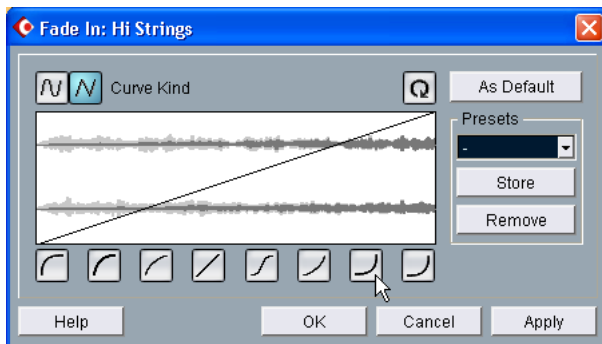 Fade In: Hi Strings
Curve Kind
As Default
Presets
-
Store
Remove
Help
OK
Cancel
Apply